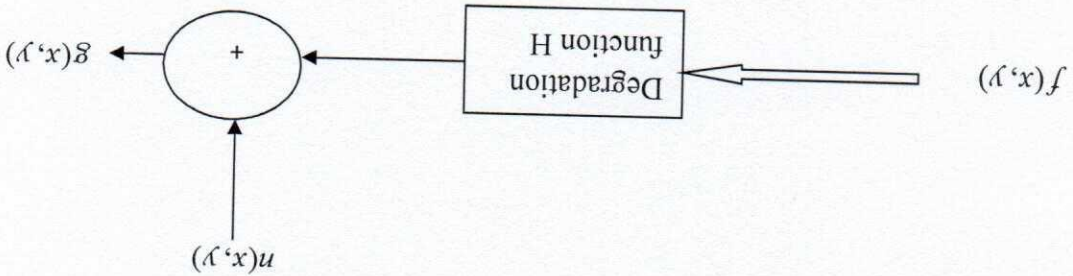 f(x,y)
Degradation
function H
+
g(x,y)
n(x,y)